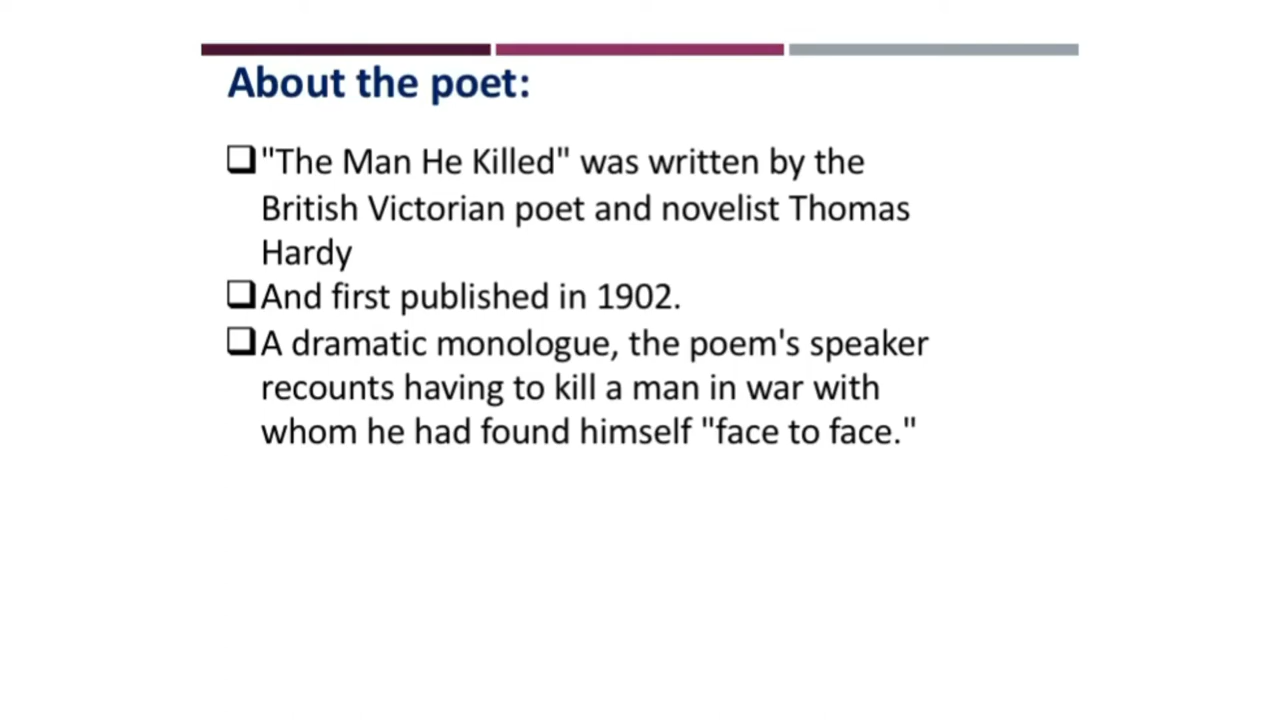 About the poet:
❑"The Man He Killed" was written by the
British Victorian poet and novelist Thomas
Hardy
❑And first published in 1902.
❑A dramatic monologue, the poem's speaker
recounts having to kill a man in war with
whom he had found himself "face to face."